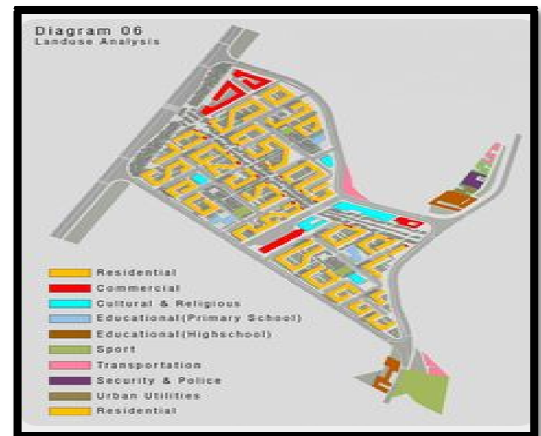 Diagram 06
Landuse Analysis
Residential
Commercial
Cultural & Religious
Educational(Primary School)
Educational(Highschool)
Sport
Transportation
Security & Police
Urban Utilities
Residential